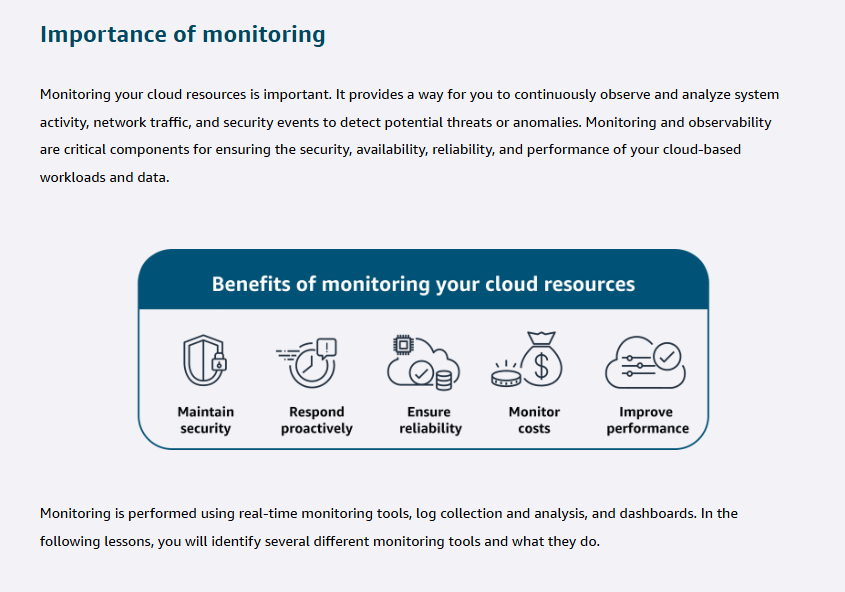 Importance of monitoring
Monitoring your cloud resources is important. It provides a way for you to continuously observe and analyze system
activity, network traffic, and security events to detect potential threats or anomalies. Monitoring and observability
are critical components for ensuring the security, availability, reliability, and performance of your cloud-based
workloads and data.
Benefits of monitoring your cloud resources
Maintain
security
Respond
proactively
Ensure
reliability
Monitor
costs
Improve
performance
Monitoring is performed using real-time monitoring tools, log collection and analysis, and dashboards. In the
following lessons, you will identify several different monitoring tools and what they do.